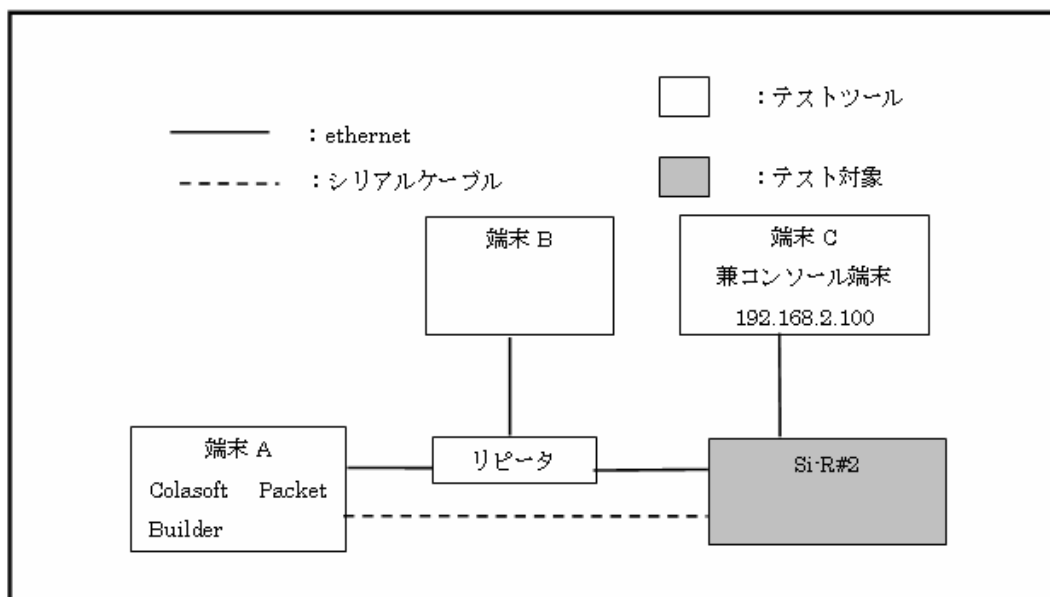 ：テストツール
：ethernet
：シリアルケーブル
：テスト対象
端末 B
端末 C
兼コンソール端末
192.168.2.100
端末 A
Colasoft Packet
Builder
リピータ
Si-R#2